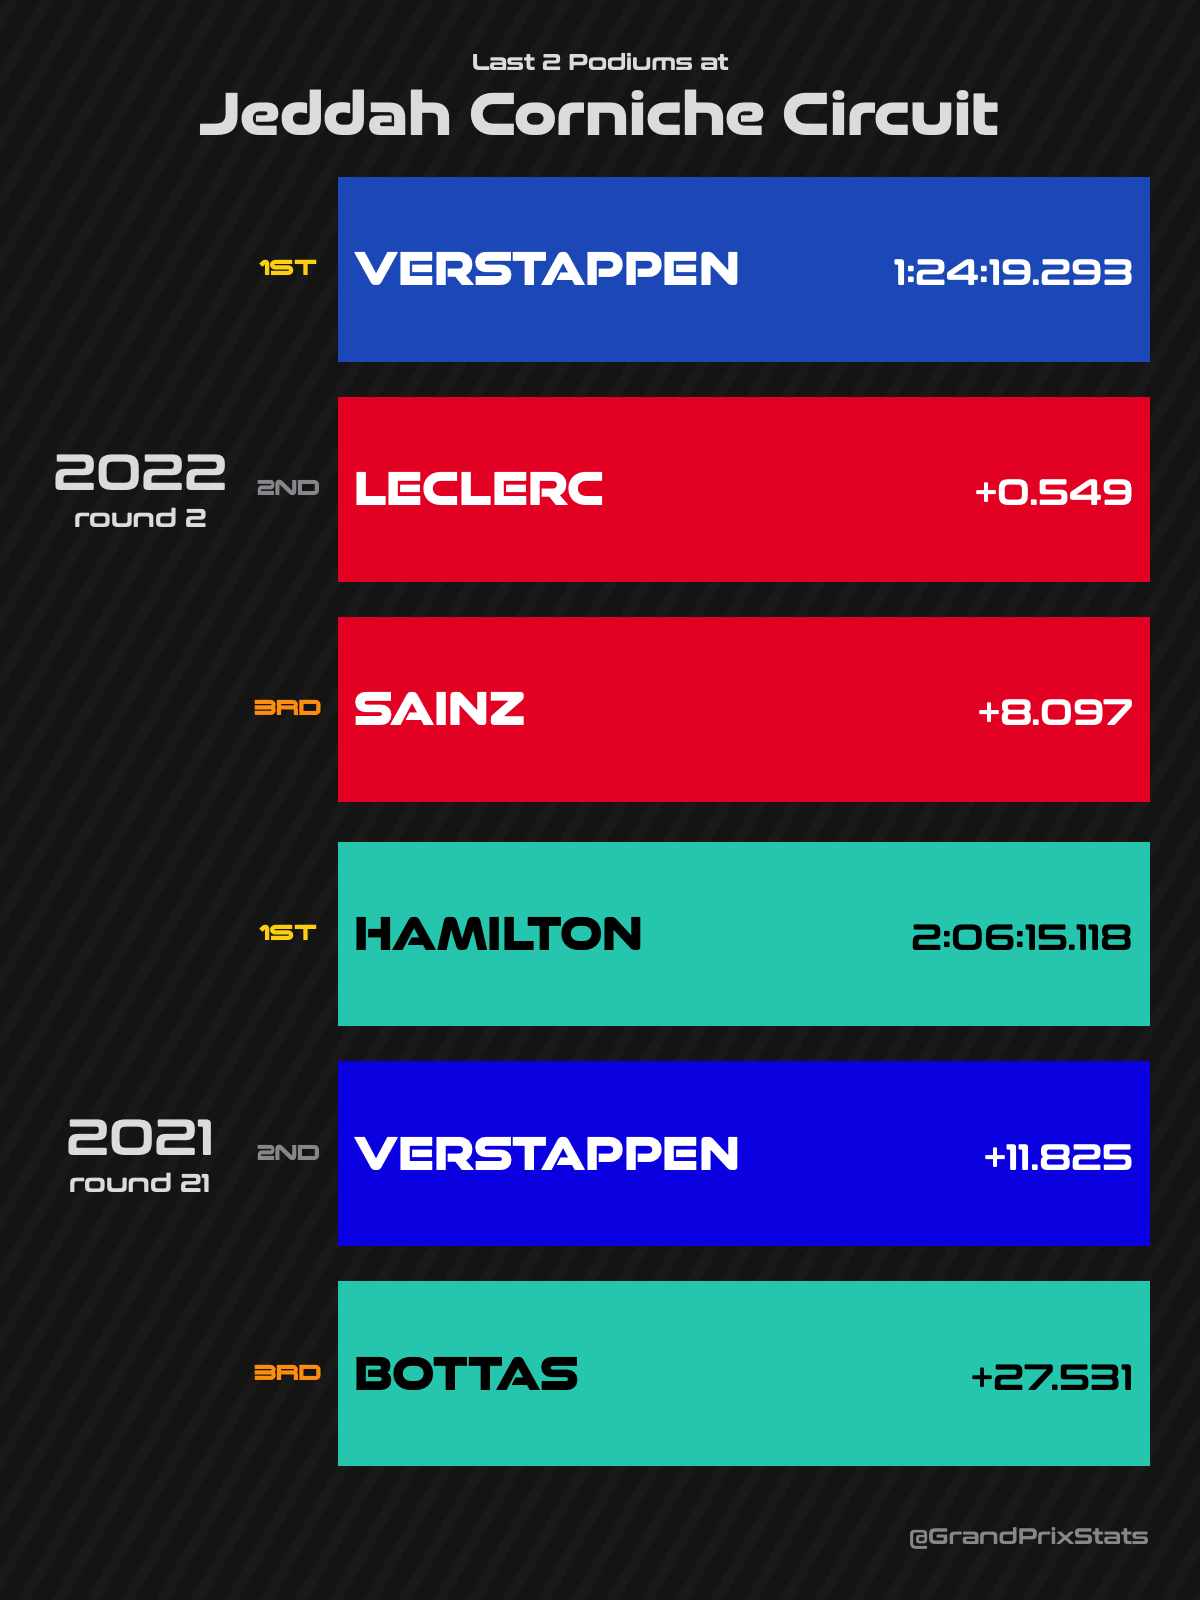 Last 2 Podiums at
Jeddah Corniche Circuit
2022
round 2
1ST VERSTAPPEN 1:24:19.293
2ND LECLERC +0.549
3RD SAINZ +8.097
2021
round 21
1ST HAMILTON 2:06:15.118
2ND VERSTAPPEN +11.825
3RD BOTTAS +27.531
@GrandPrixStats